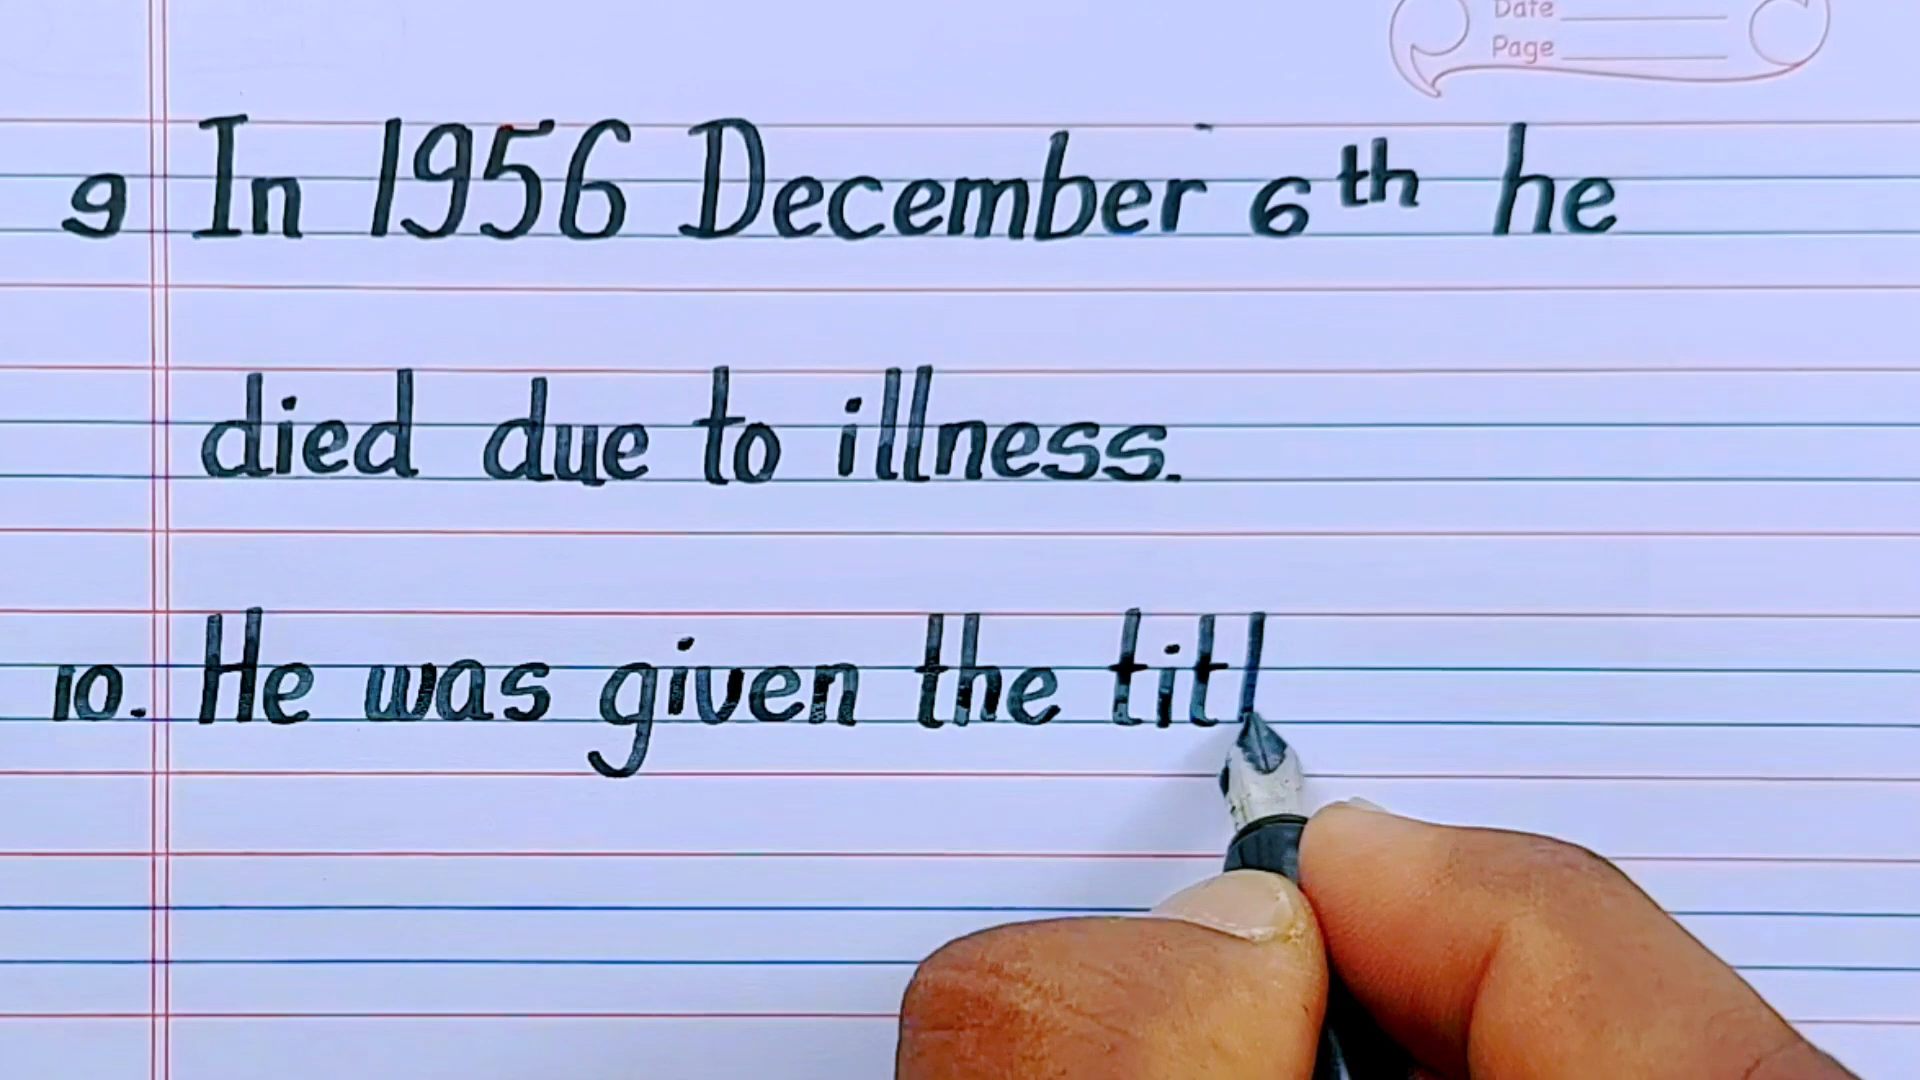 Date
Page
9 In 1956 December 6th he
died due to illness.
10. He was given the titl